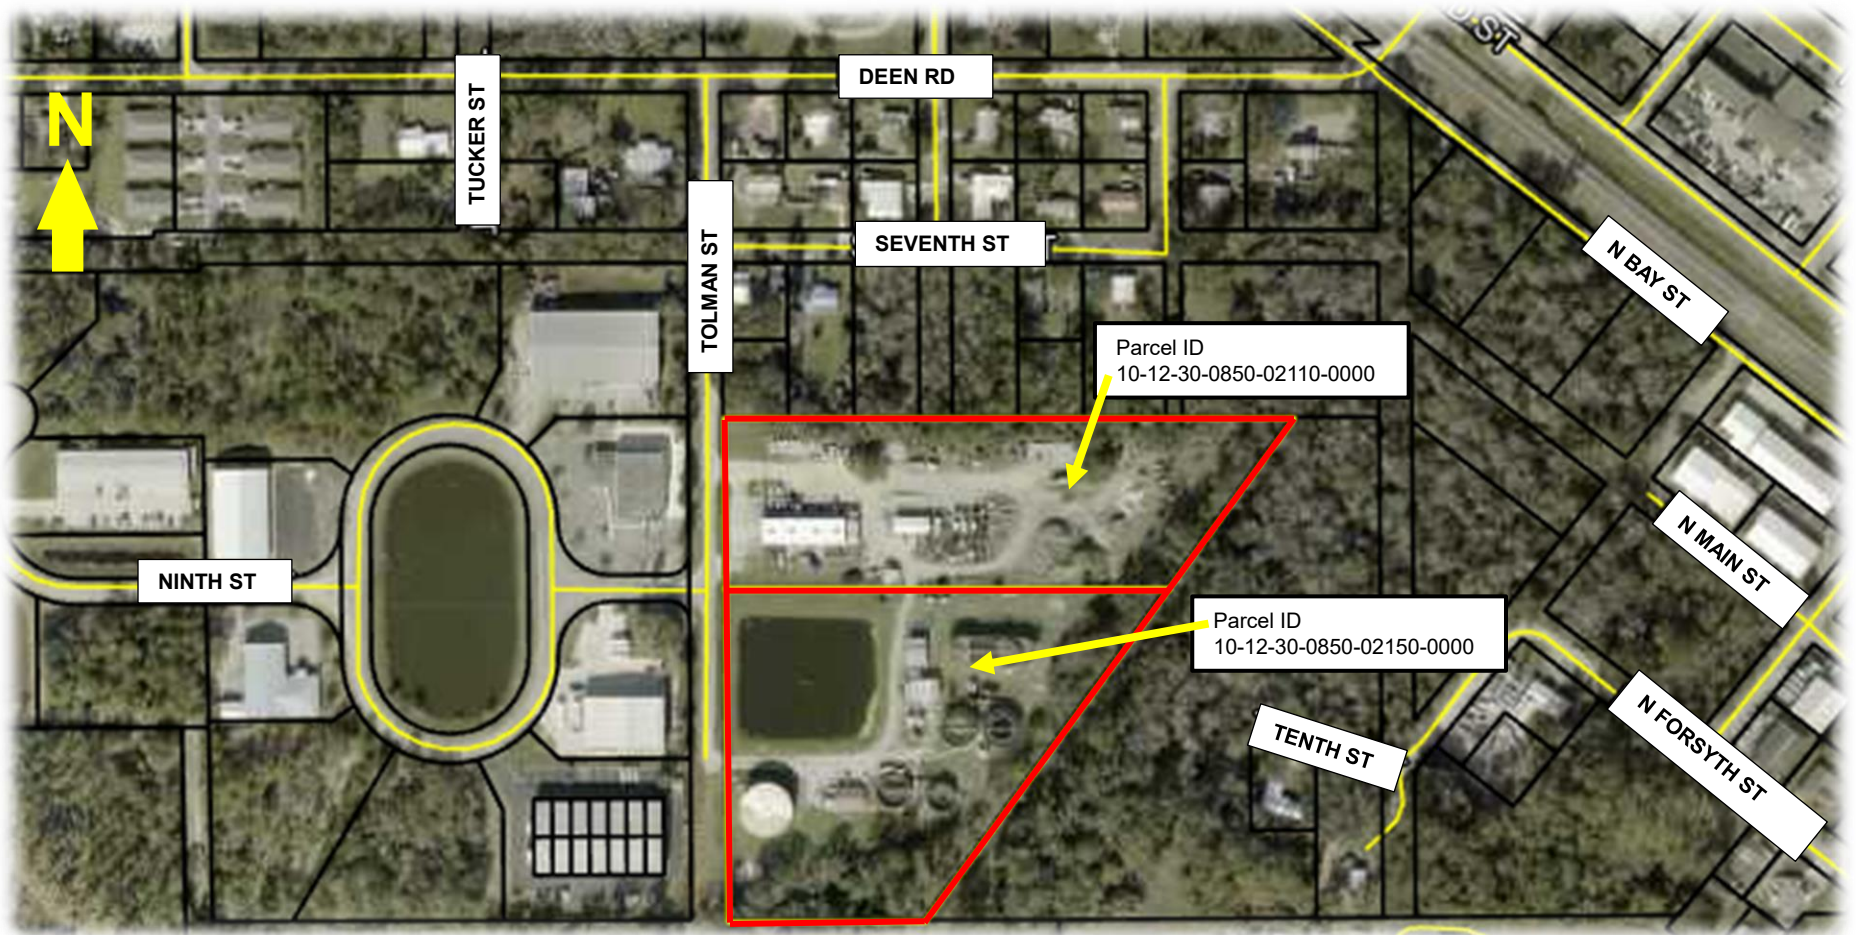 D ST
DEEN RD
N
TUCKER ST
TOLMAN ST
SEVENTH ST
N BAY ST
Parcel ID
10-12-30-0850-02110-0000
N MAIN ST
NINTH ST
Parcel ID
10-12-30-0850-02150-0000
TENTH ST
N FORSYTH ST